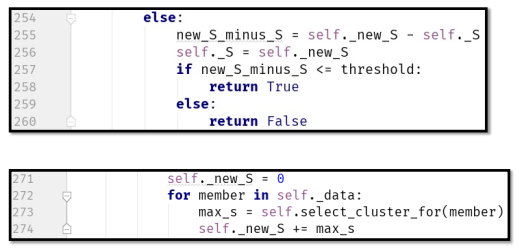 254 else:
255 new_S_minus_S = self._new_S - self._S
256 self._S = self._new_S
257 if new_S_minus_S <= threshold:
258 return True
259 else:
260 return False
271 self._new_S = 0
272 for member in self._data:
273 max_s = self.select_cluster_for(member)
274 self._new_S += max_s